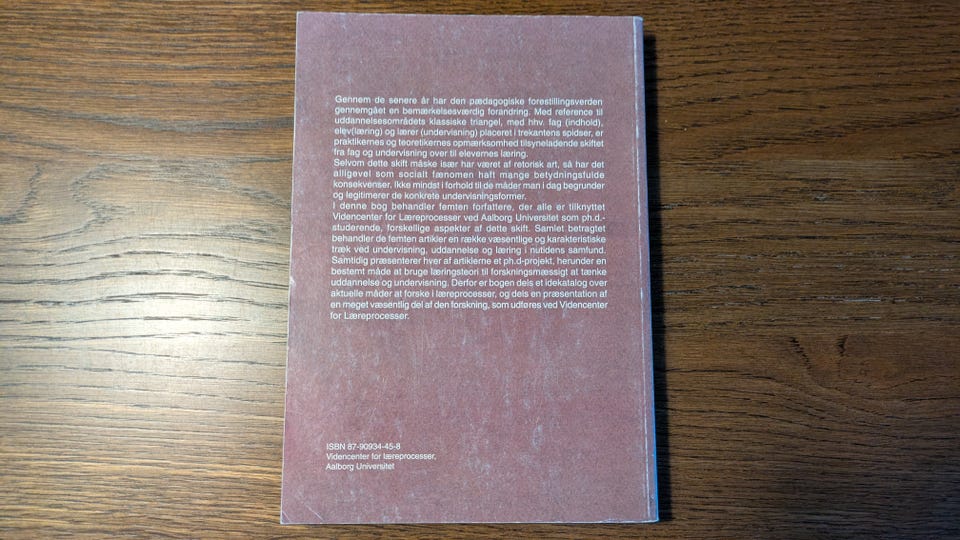 Gennem de senere år har den pædagogiske forestillingsverden
gennemgået en bemærkelsesværdig forandring. Med reference til
uddannelsesområdets klassiske triangel, med hhv. fag (indhold),
elev(læring) og lærer (undervisning) placeret i trekantens spidser, er
praktikernes og teoretikernes opmærksomhed tilsyneladende skiftet
fra fag og undervisning over til elevernes læring.
Selvom dette skift måske især har været af retorisk art, så har det
alligevel som socialt fænomen haft mange betydningsfulde
konsekvenser. Ikke mindst i forhold til de måder man i dag begrunder
og legitimerer de konkrete undervisningsformer.
I denne bog behandler femten forfattere, der alle er tilknyttet
Videncenter for Læreprocesser ved Aalborg Universitet som ph.d.-
studerende, forskellige aspekter af dette skift. Samlet betragtet
behandler de femten artikler en række væsentlige og karakteristiske
træk ved undervisning, uddannelse og læring i nutidens samfund.
Samtidig præsenterer hver af artiklerne et ph.d-projekt, herunder en
bestemt måde at bruge læringsteori til forskningsmæssigt at tænke
uddannelse og undervisning. Derfor er bogen dels et idekatalog over
aktuelle måder at forske i læreprocesser, og dels en præsentation af
en meget væsentlig del af den forskning, som udføres ved Videncenter
for Læreprocesser.
ISBN 87-90934-45-8
Videncenter for læreprocesser,
Aalborg Universitet